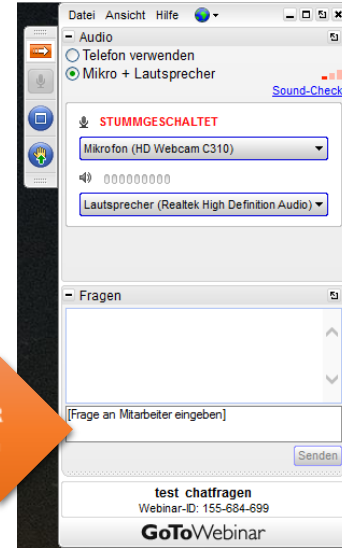 Datei Ansicht Hilfe
Audio
Telefon verwenden
Mikro + Lautsprecher
Sound-Check
STUMMGESCHALTET
Mikrofon (HD Webcam C310)
000000000
Lautsprecher (Realtek High Definition Audio)
Fragen
[Frage an Mitarbeiter eingeben]
Senden
test chatfragen
Webinar-ID: 155-684-699
GoToWebinar